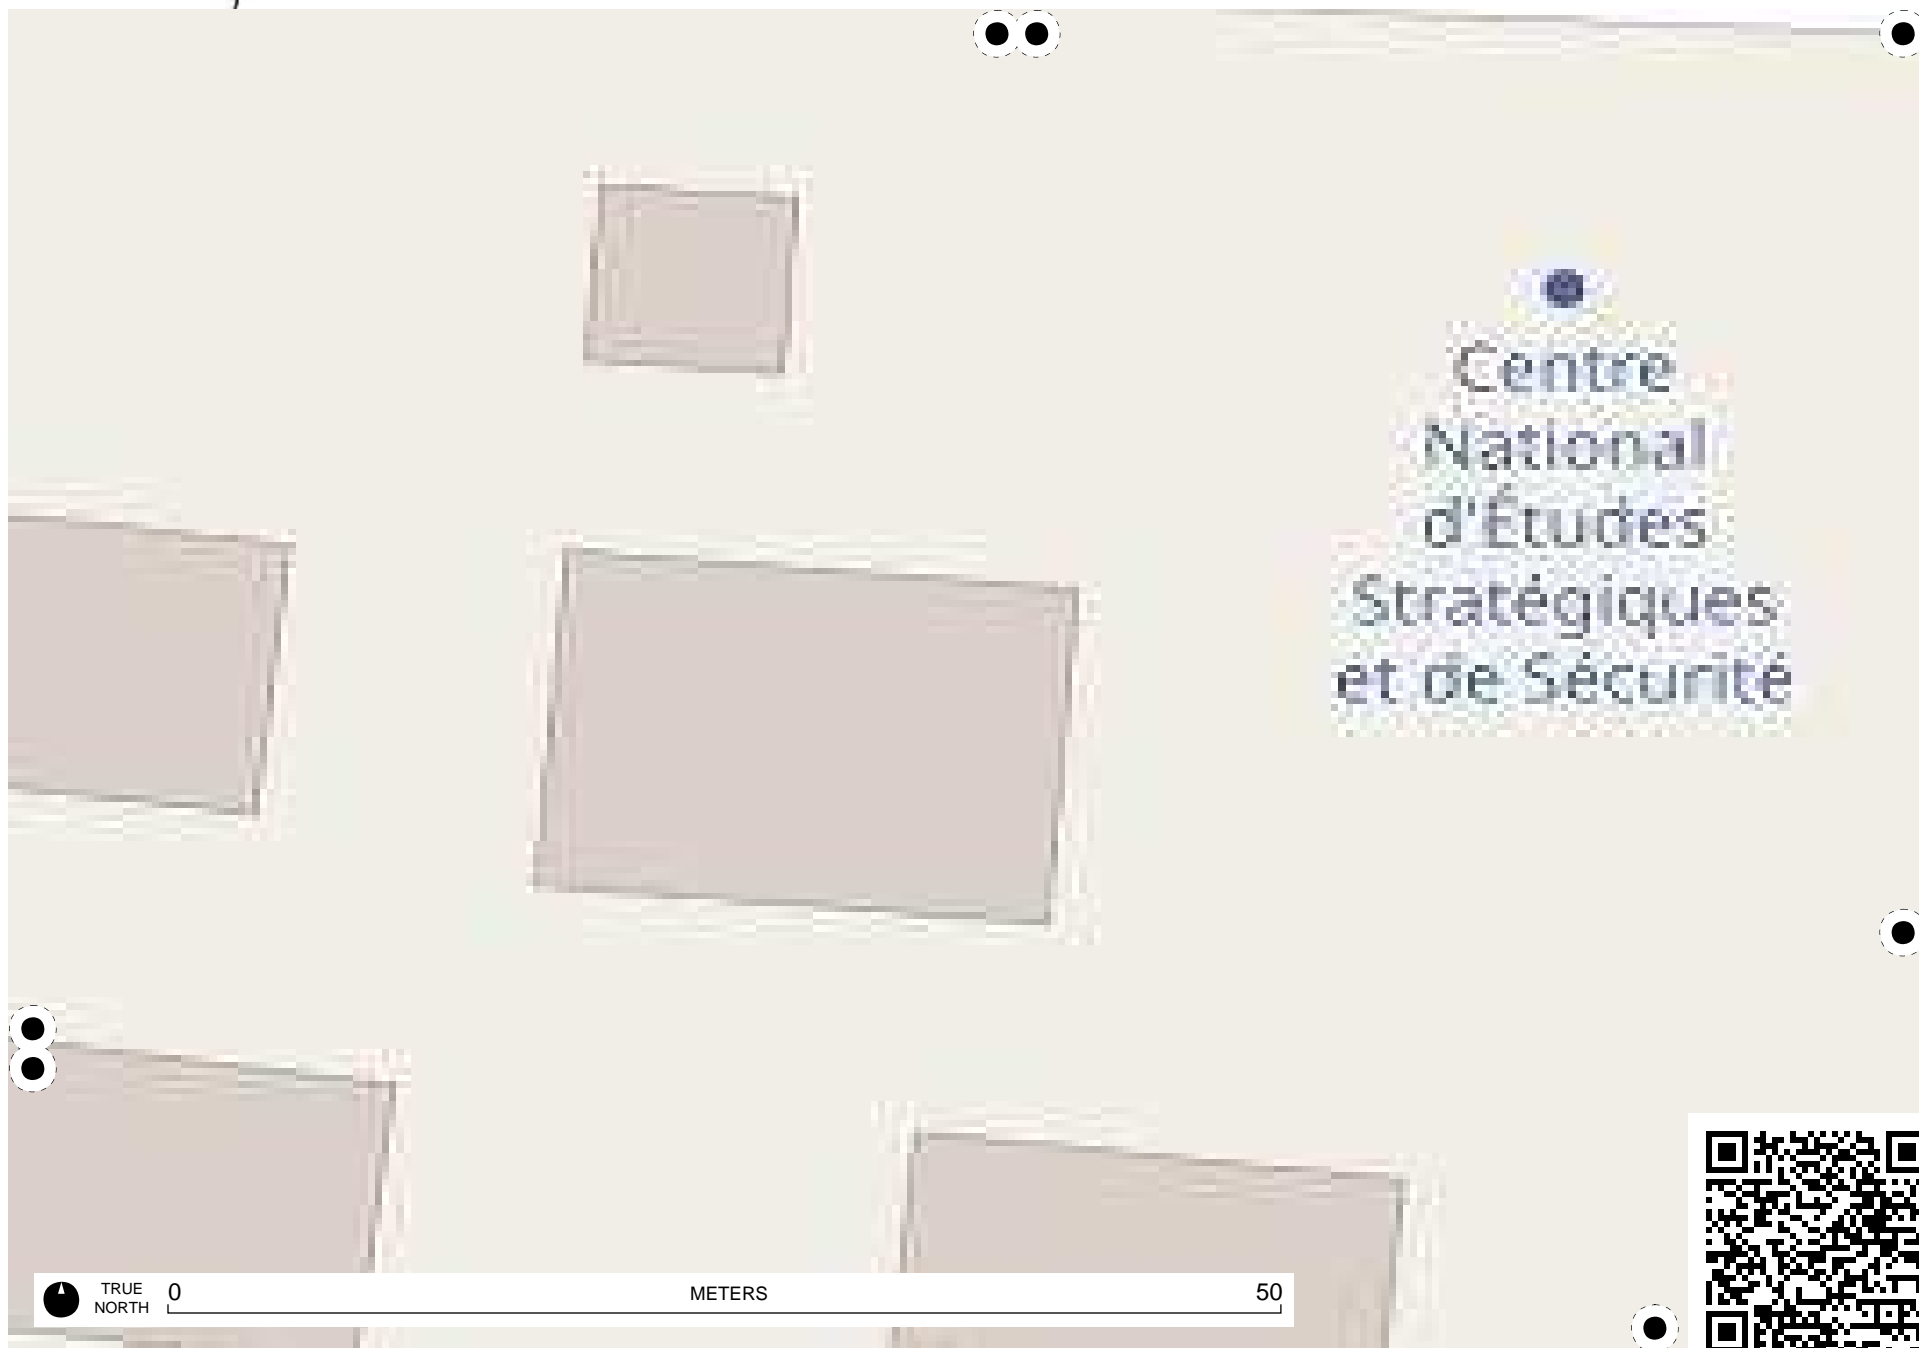 Centre
National
d'Études
Stratégiques
et de Sécurité
TRUE
NORTH
0 METERS 50